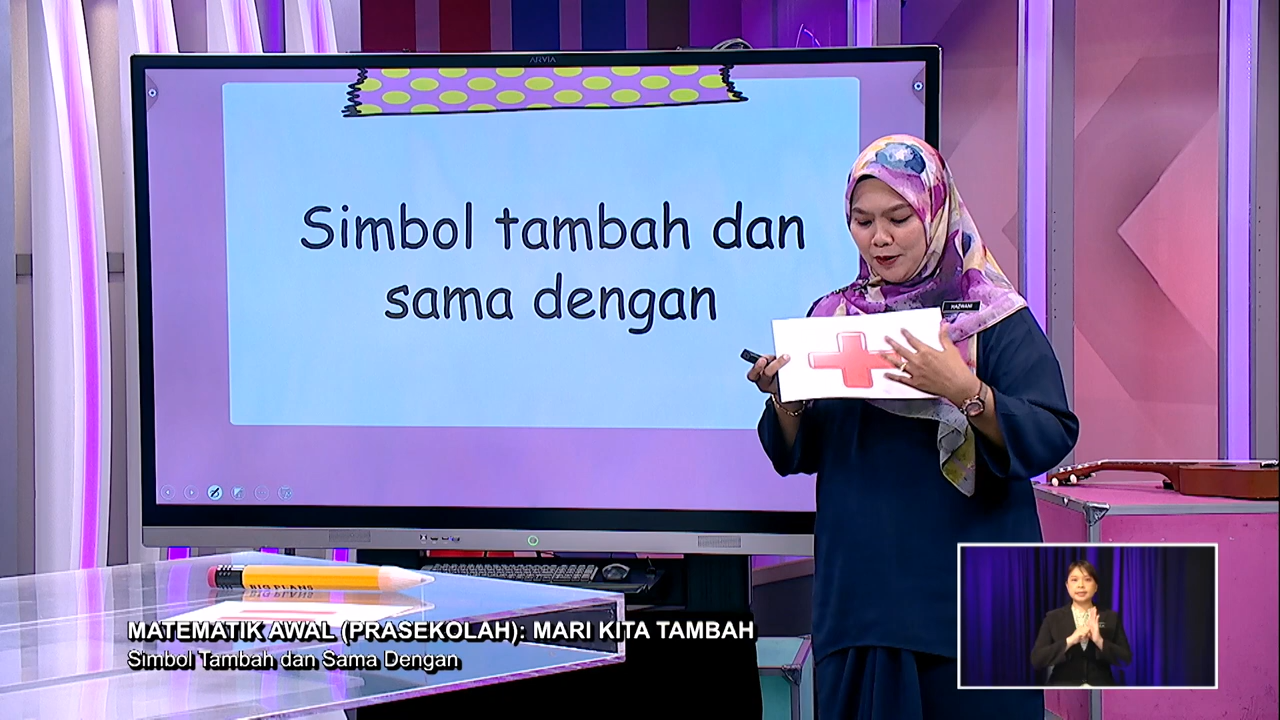 ARVIA
Simbol tambah dan
sama dengan
HAZWANI
BIG PLANS
MATEMATIK AWAL (PRASEKOLAH): MARI KITA TAMBAH
Simbol Tambah dan Sama Dengan